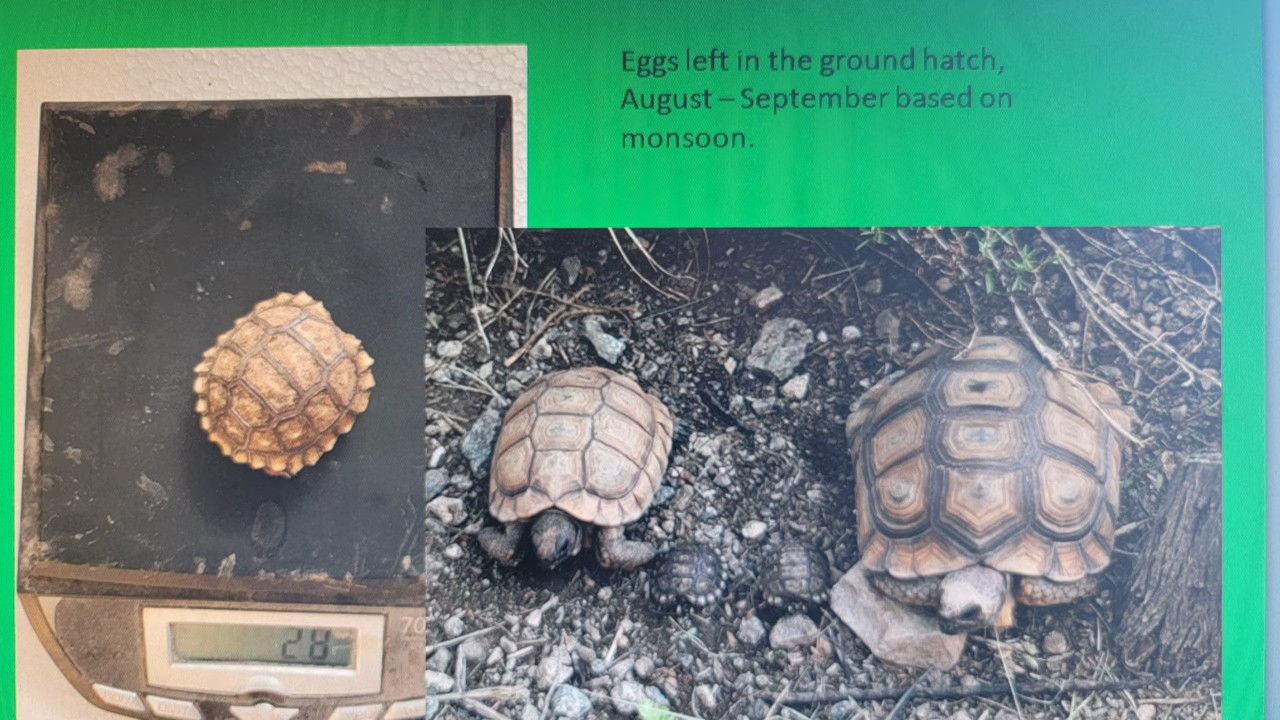 Eggs left in the ground hatch,
August – September based on
monsoon.
28